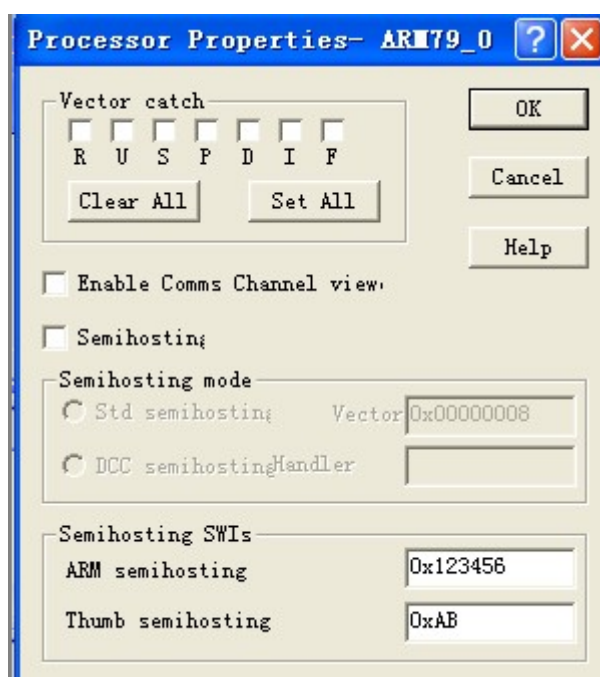 Processor Properties- ARM79_0
Vector catch
R U S P D I F
Clear All Set All
OK
Cancel
Help
Enable Comms Channel view
Semihosting
Semihosting mode
Std semihosting Vector 0x00000008
DCC semihosting Handler
Semihosting SWIs
ARM semihosting 0x123456
Thumb semihosting 0xAB